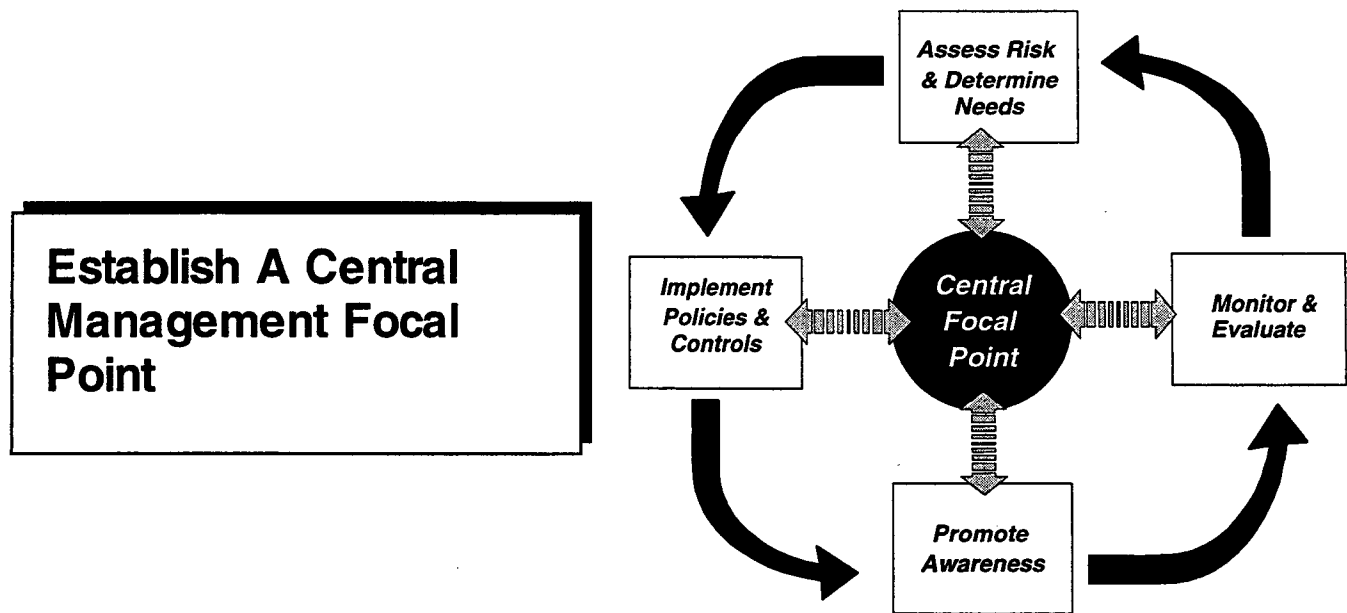 Establish A Central
Management Focal
Point
Assess Risk
& Determine
Needs
Implement
Policies &
Controls
Central
Focal
Point
Monitor &
Evaluate
Promote
Awareness